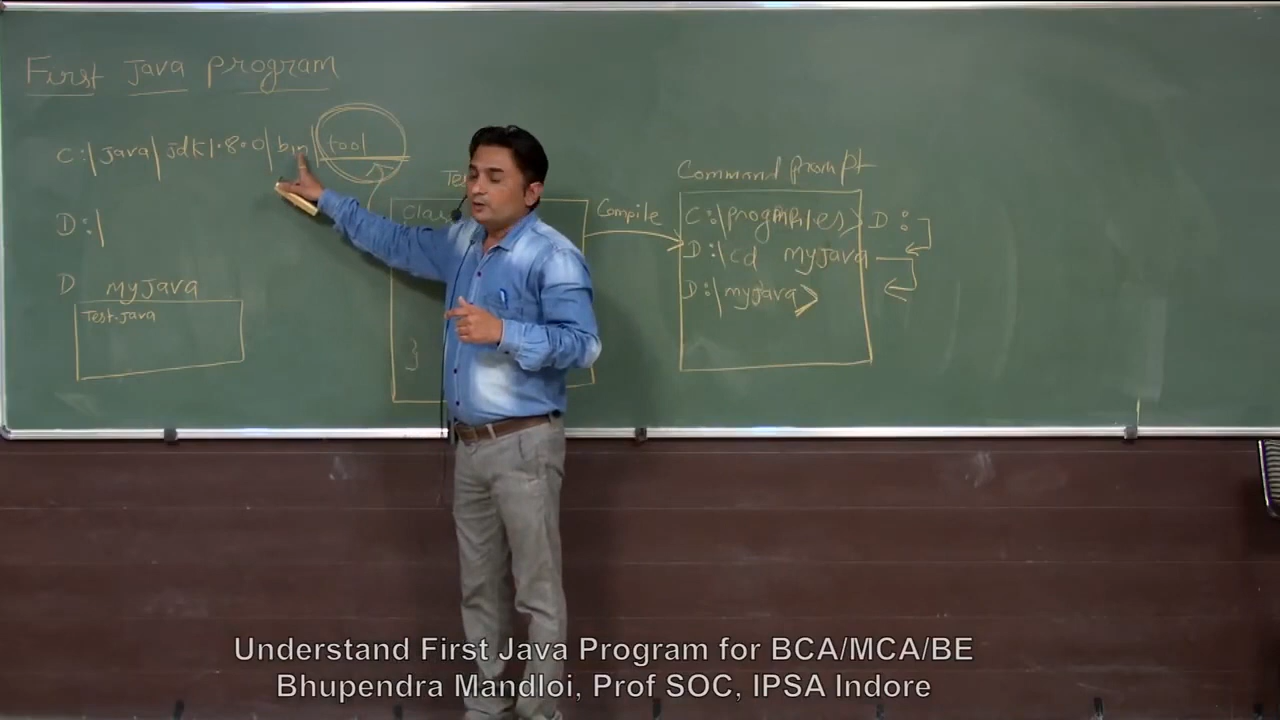 First Java program
C:\ Java\ Jdk1.8.0\ bin\ tool
D:\
D myJava
Test.Java
}
Compile
Command prompt
D:
D:\cd myJava
D:\myJava>
Understand First Java Program for BCA/MCA/BE
Bhupendra Mandloi, Prof SOC, IPSA Indore